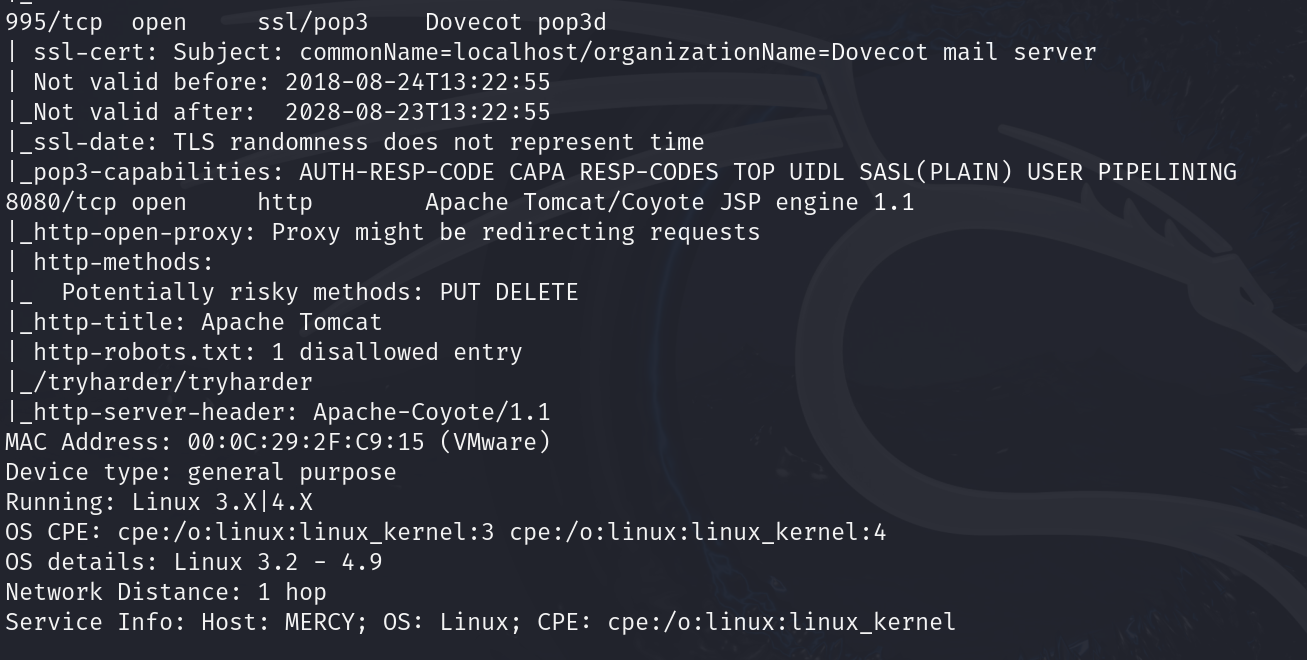 995/tcp  open     ssl/pop3    Dovecot pop3d
| ssl-cert: Subject: commonName=localhost/organizationName=Dovecot mail server
| Not valid before: 2018-08-24T13:22:55
|_Not valid after:  2028-08-23T13:22:55
|_ssl-date: TLS randomness does not represent time
|_pop3-capabilities: AUTH-RESP-CODE CAPA RESP-CODES TOP UIDL SASL(PLAIN) USER PIPELINING
8080/tcp open     http        Apache Tomcat/Coyote JSP engine 1.1
|_http-open-proxy: Proxy might be redirecting requests
| http-methods:
|_  Potentially risky methods: PUT DELETE
|_http-title: Apache Tomcat
| http-robots.txt: 1 disallowed entry
|_/tryharder/tryharder
|_http-server-header: Apache-Coyote/1.1
MAC Address: 00:0C:29:2F:C9:15 (VMware)
Device type: general purpose
Running: Linux 3.X|4.X
OS CPE: cpe:/o:linux:linux_kernel:3 cpe:/o:linux:linux_kernel:4
OS details: Linux 3.2 - 4.9
Network Distance: 1 hop
Service Info: Host: MERCY; OS: Linux; CPE: cpe:/o:linux:linux_kernel